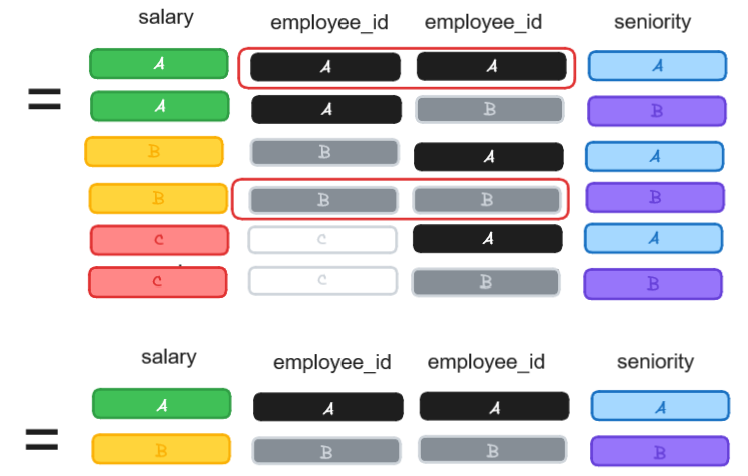 salary employee_id employee_id seniority
A A A A
= A A B B
B B A A
B B B B
C C A A
C C B B
salary employee_id employee_id seniority
A A A A
= B B B B